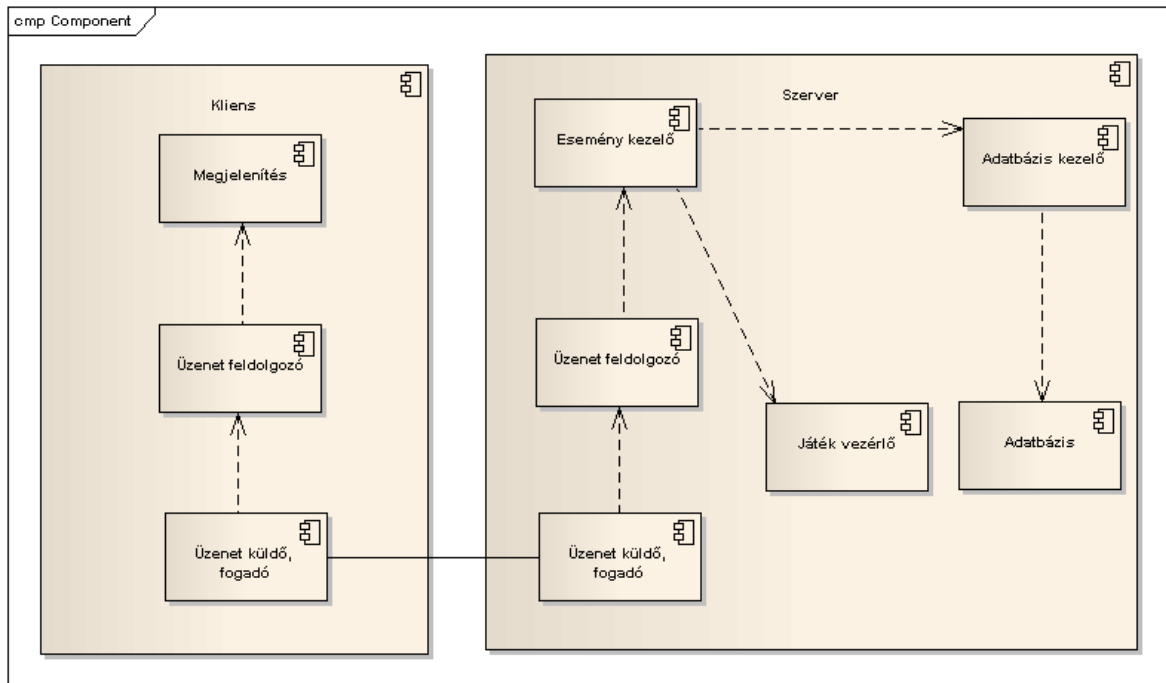 cmp Component
Kliens
Megjelenítés
Üzenet feldolgozó
Üzenet küldő,
fogadó
Szerver
Esemény kezelő
Adatbázis kezelő
Üzenet feldolgozó
Játék vezérlő
Adatbázis
Üzenet küldő,
fogadó